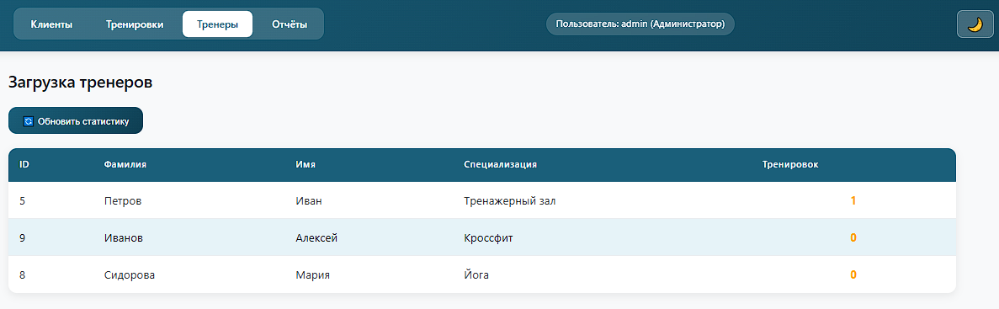 Клиенты Тренировки Тренеры Отчёты Пользователь: admin (Администратор)
Загрузка тренеров
Обновить статистику
ID Фамилия Имя Специализация Тренировок
5 Петров Иван Тренажерный зал 1
9 Иванов Алексей Кроссфит 0
8 Сидорова Мария Йога 0